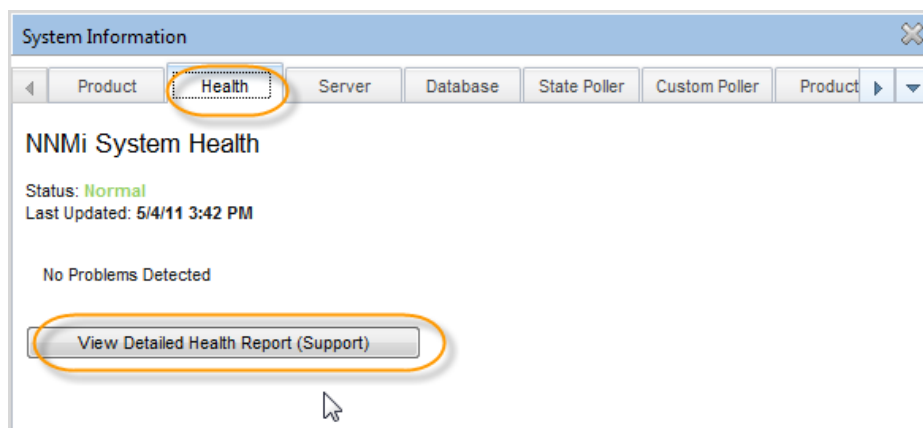 System Information
Product Health Server Database State Poller Custom Poller Product
NNMi System Health
Status: Normal
Last Updated: 5/4/11 3:42 PM
No Problems Detected
View Detailed Health Report (Support)